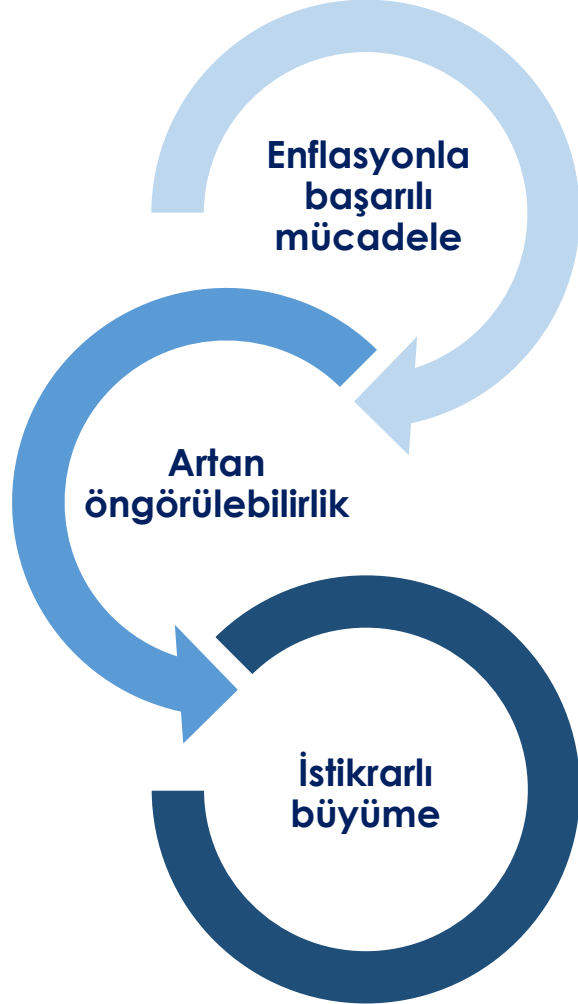 Enflasyonla
başarılı
mücadele
Artan
öngörülebilirlik
İstikrarlı
büyüme